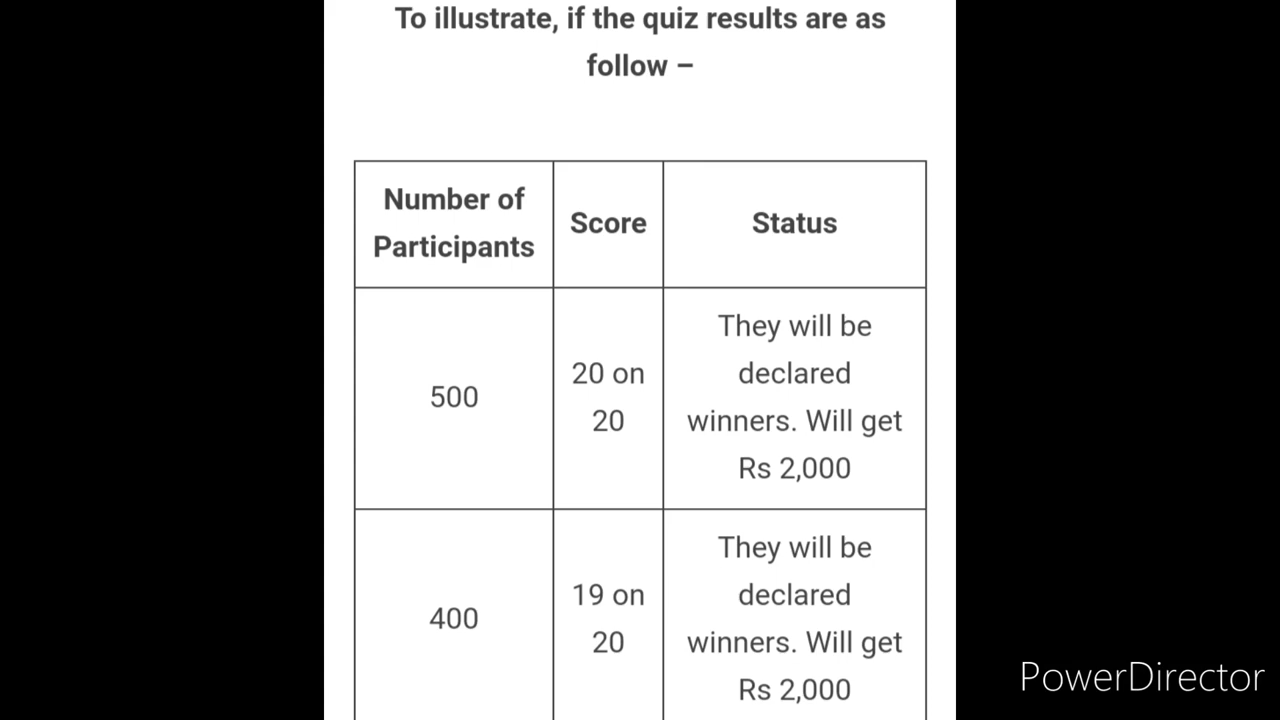 To illustrate, if the quiz results are as
follow –
Number of
Participants
Score
Status
500
20 on
20
They will be
declared
winners. Will get
Rs 2,000
400
19 on
20
They will be
declared
winners. Will get
Rs 2,000
PowerDirector